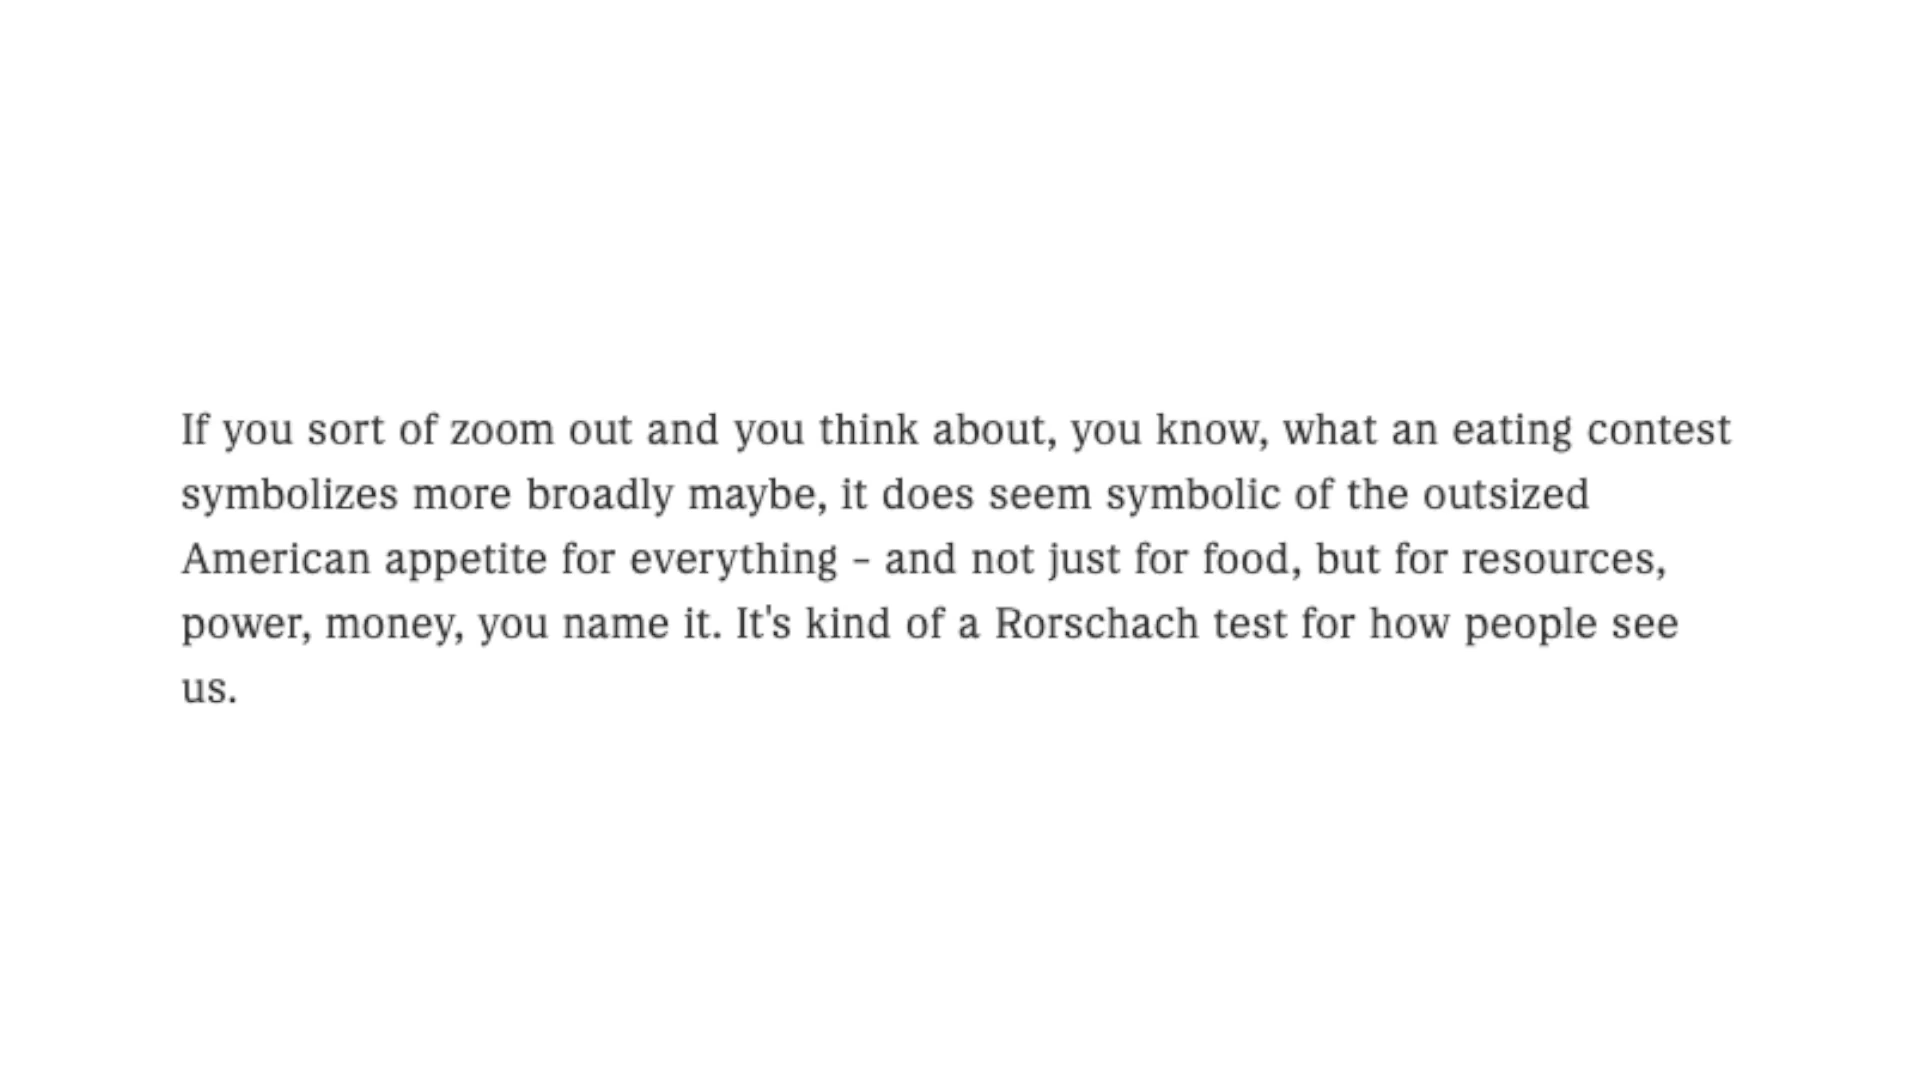 If you sort of zoom out and you think about, you know, what an eating contest
symbolizes more broadly maybe, it does seem symbolic of the outsized
American appetite for everything – and not just for food, but for resources,
power, money, you name it. It's kind of a Rorschach test for how people see
us.